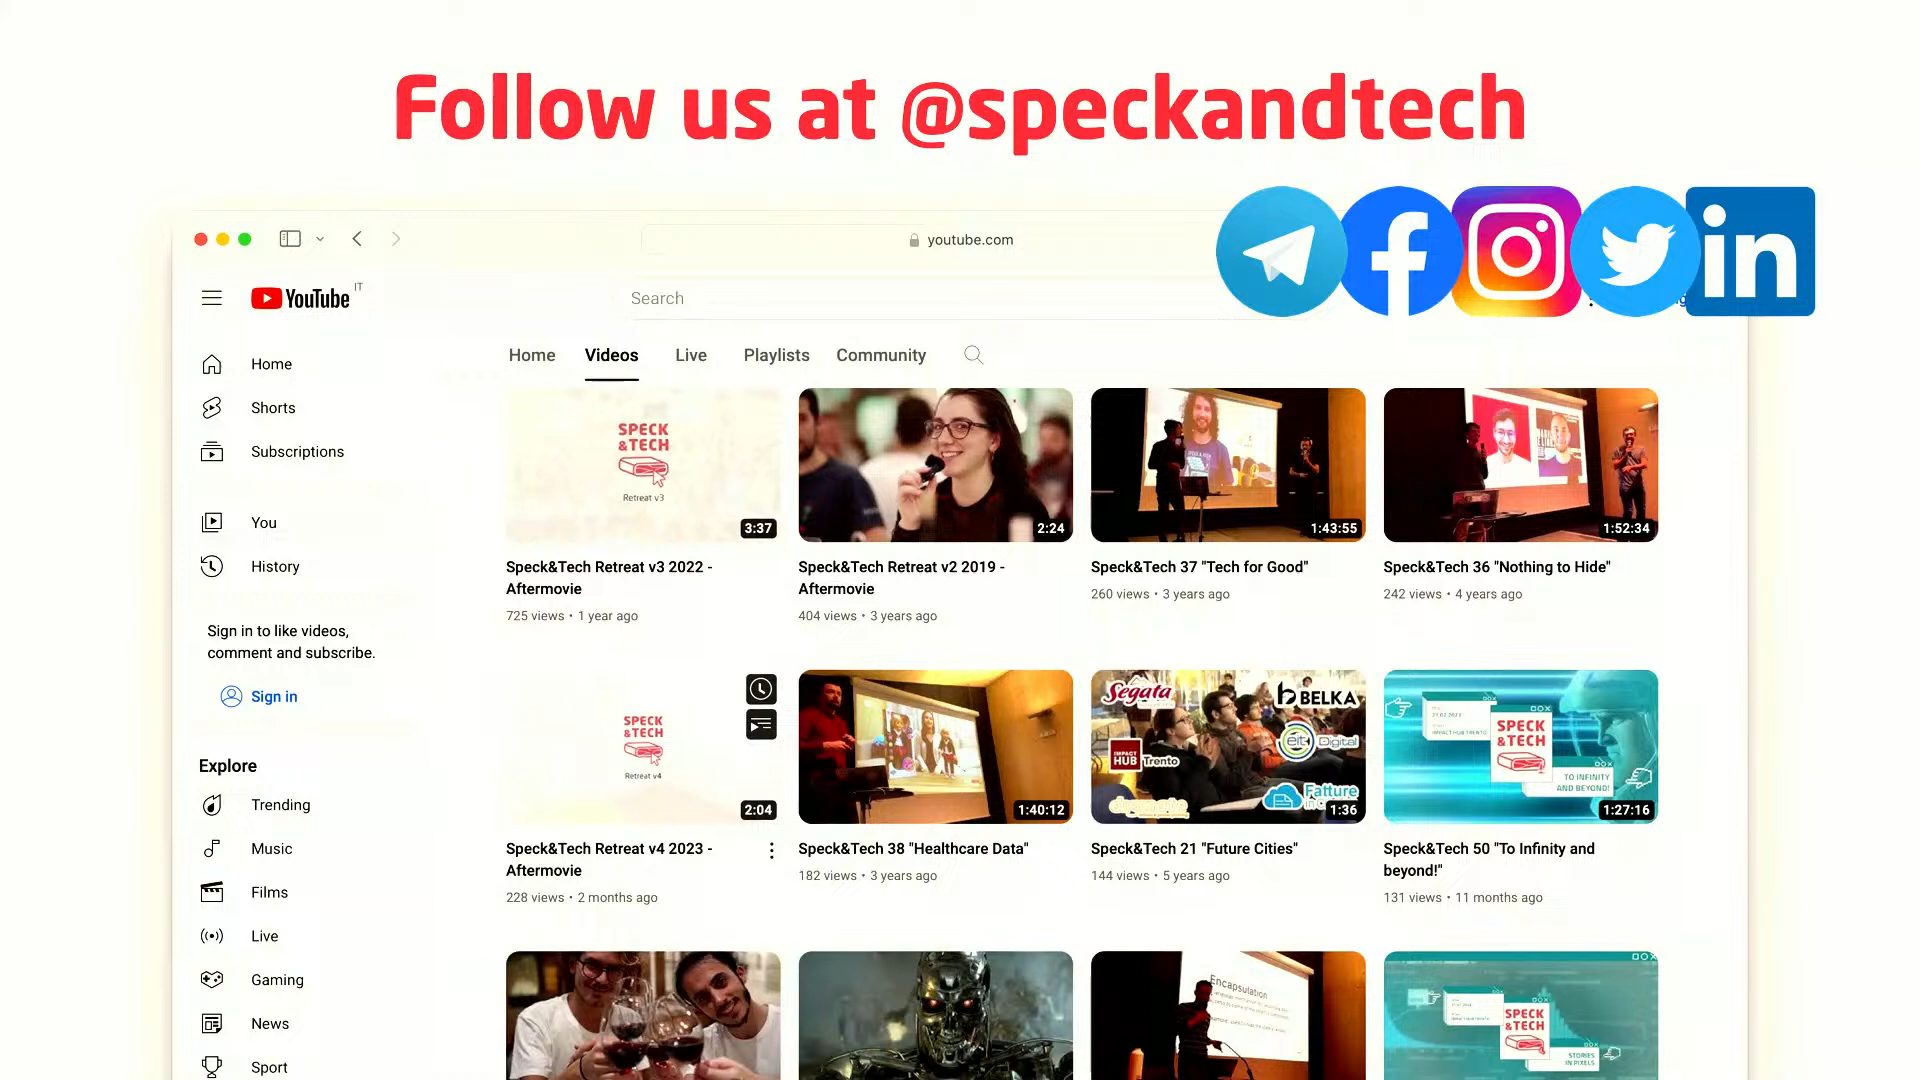 Follow us at @speckandtech
youtube.com
in
YouTube IT
Search
Home
Videos
Live
Playlists
Community
Home
Shorts
Subscriptions
You
History
Sign in to like videos,
comment and subscribe.
Sign in
Explore
Trending
Music
Films
Live
Gaming
News
Sport
SPECK
&TECH
Retreat v3
3:37
Speck&Tech Retreat v3 2022 -
Aftermovie
725 views • 1 year ago
2:24
Speck&Tech Retreat v2 2019 -
Aftermovie
404 views • 3 years ago
1:43:55
Speck&Tech 37 "Tech for Good"
260 views • 3 years ago
1:52:34
Speck&Tech 36 "Nothing to Hide"
242 views • 4 years ago
SPECK
&TECH
Retreat v4
2:04
Speck&Tech Retreat v4 2023 -
Aftermovie
228 views • 2 months ago
1:40:12
Speck&Tech 38 "Healthcare Data"
182 views • 3 years ago
Segata
BELKA
eit Digital
IMPACT
HUB Trento
Fatture
1:36
Speck&Tech 21 "Future Cities"
144 views • 5 years ago
IMPACT HUB TRENTO
SPECK
&TECH
TO INFINITY
AND BEYOND!
1:27:16
Speck&Tech 50 "To Infinity and
beyond!"
131 views • 11 months ago
Encapsulation
SPECK
&TECH
STORIES
IN PIXELS